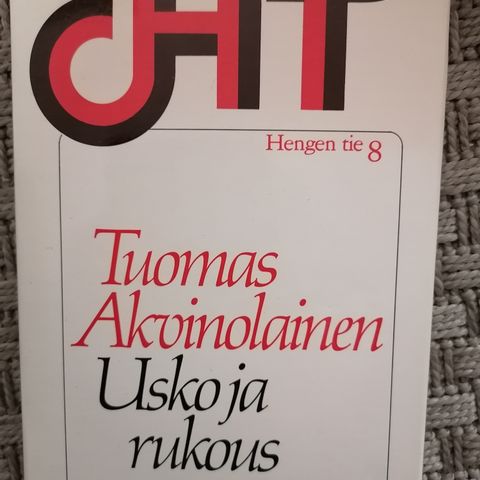 HT
Hengen tie 8
Tuomas
Akvinolainen
Usko ja
rukous